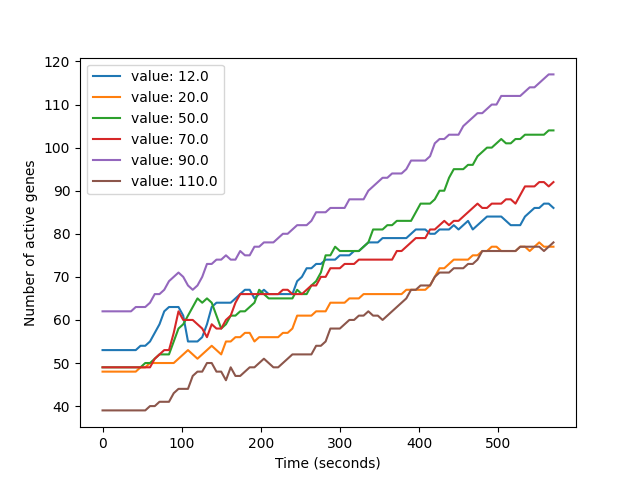 120
110
100
90
80
70
60
50
40
Number of active genes
value: 12.0
value: 20.0
value: 50.0
value: 70.0
value: 90.0
value: 110.0
0 100 200 300 400 500
Time (seconds)